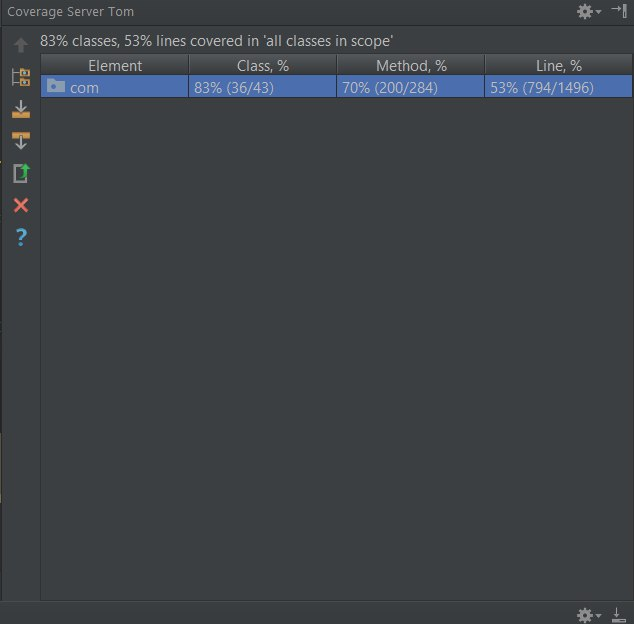 Coverage Server Tom
83% classes, 53% lines covered in 'all classes in scope'
Element Class, % Method, % Line, %
com 83% (36/43) 70% (200/284) 53% (794/1496)
?